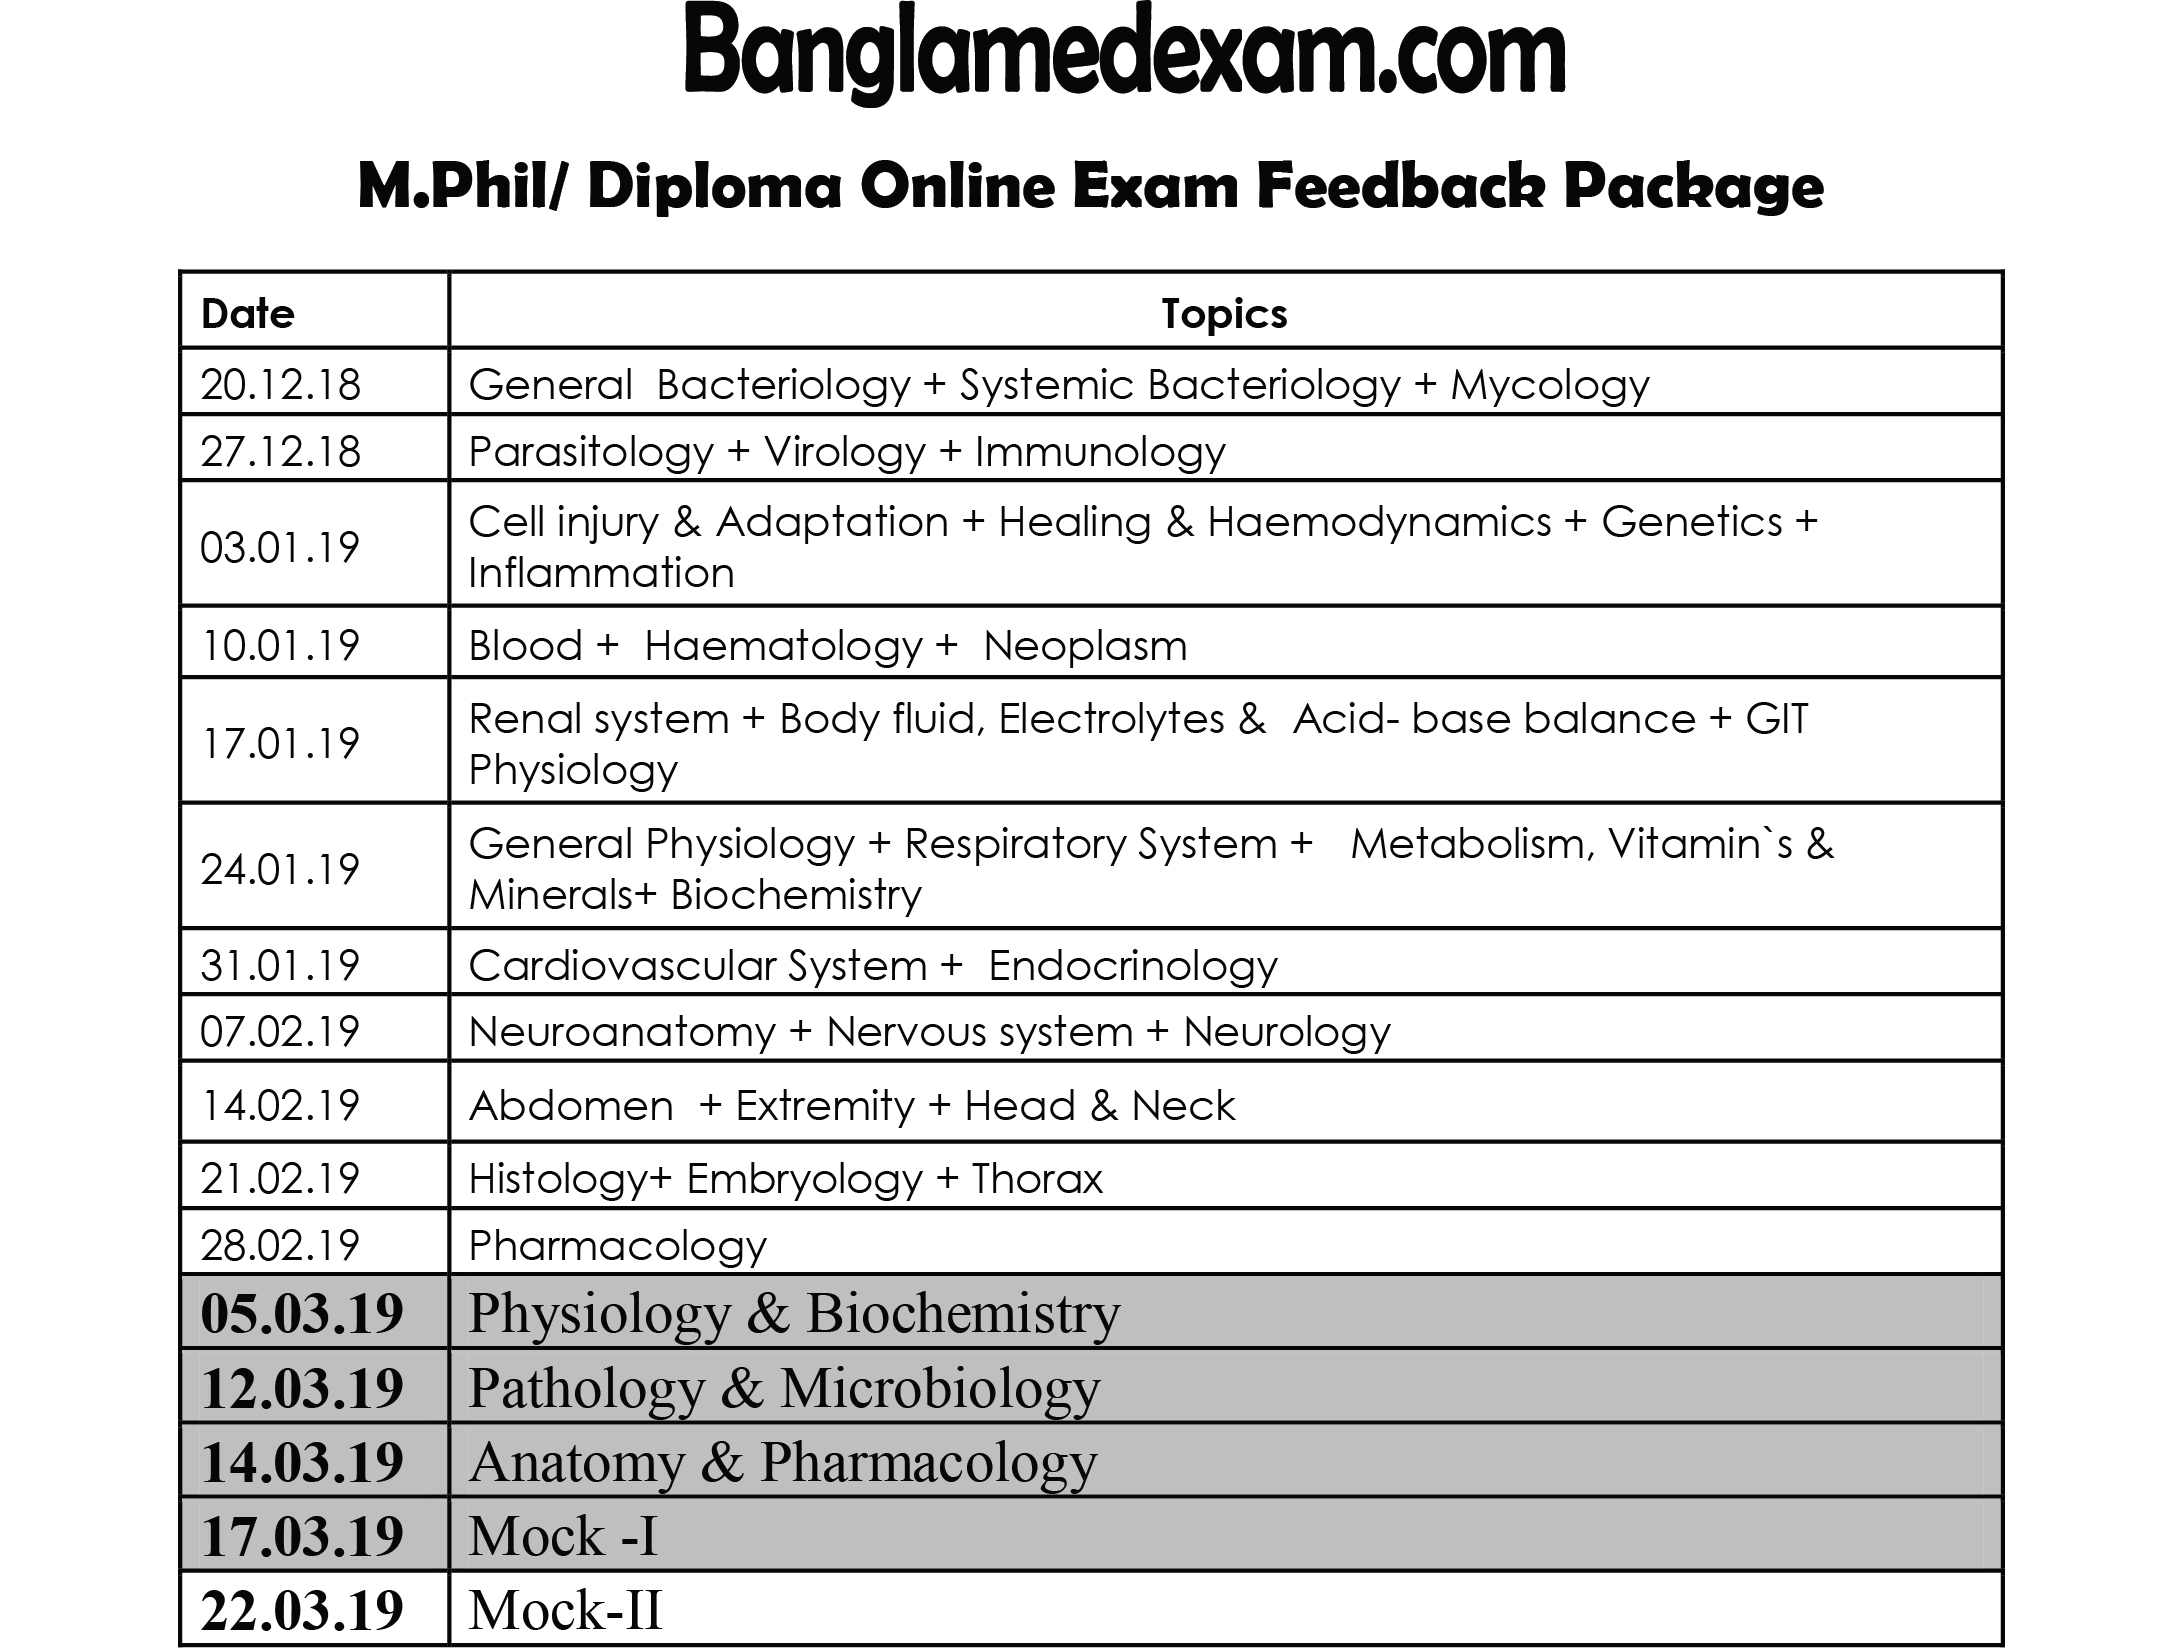 Banglamedexam.com
M.Phil/ Diploma Online Exam Feedback Package
Date Topics
20.12.18 General  Bacteriology + Systemic Bacteriology + Mycology
27.12.18 Parasitology + Virology + Immunology
03.01.19 Cell injury & Adaptation + Healing & Haemodynamics + Genetics +
Inflammation
10.01.19 Blood +  Haematology +  Neoplasm
17.01.19 Renal system + Body fluid, Electrolytes &  Acid- base balance + GIT
Physiology
24.01.19 General Physiology + Respiratory System +   Metabolism, Vitamin`s &
Minerals+ Biochemistry
31.01.19 Cardiovascular System +  Endocrinology
07.02.19 Neuroanatomy + Nervous system + Neurology
14.02.19 Abdomen  + Extremity + Head & Neck
21.02.19 Histology+ Embryology + Thorax
28.02.19 Pharmacology
05.03.19 Physiology & Biochemistry
12.03.19 Pathology & Microbiology
14.03.19 Anatomy & Pharmacology
17.03.19 Mock -I
22.03.19 Mock-II